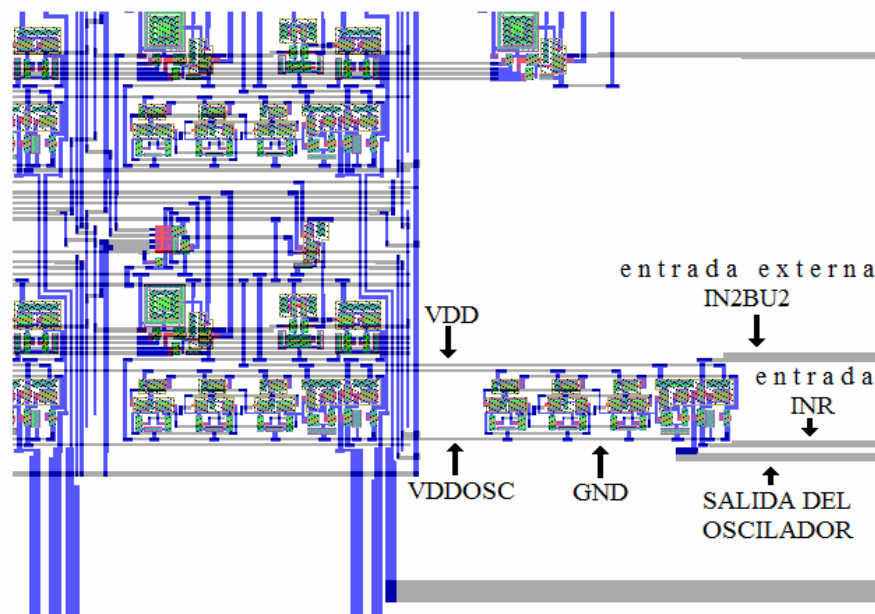 entrada externa
IN2BU2
VDD
entrada
INR
VDDOSC
GND
SALIDA DEL
OSCILADOR